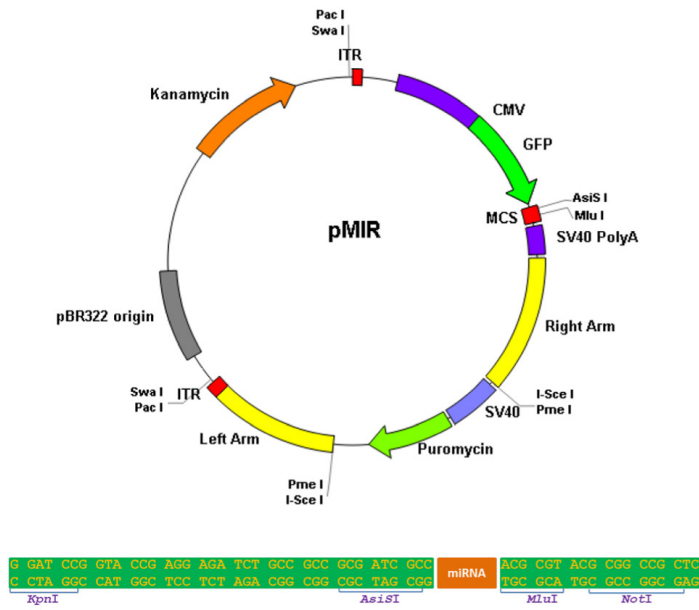 Pac I
Swa I
ITR
Kanamycin
CMV
GFP
AsiS I
MCS
Mlu I
pMIR
SV40 PolyA
pBR322 origin
Right Arm
Swa I
ITR
Pac I
I-Sce I
SV40
Pme I
Left Arm
Puromycin
Pme I
I-Sce I
G GAT CCG GTA CCG AGG AGA TCT GCC GCC GCG ATC GCC miRNA ACG CGT ACG CGG CCG CTC
C CTA GGC CAT GGC TCC TCT AGA CGG CGG CGC TAG CGG TGC GCA TGC GCC GGC GAG
KpnI AsiSI MluI NotI